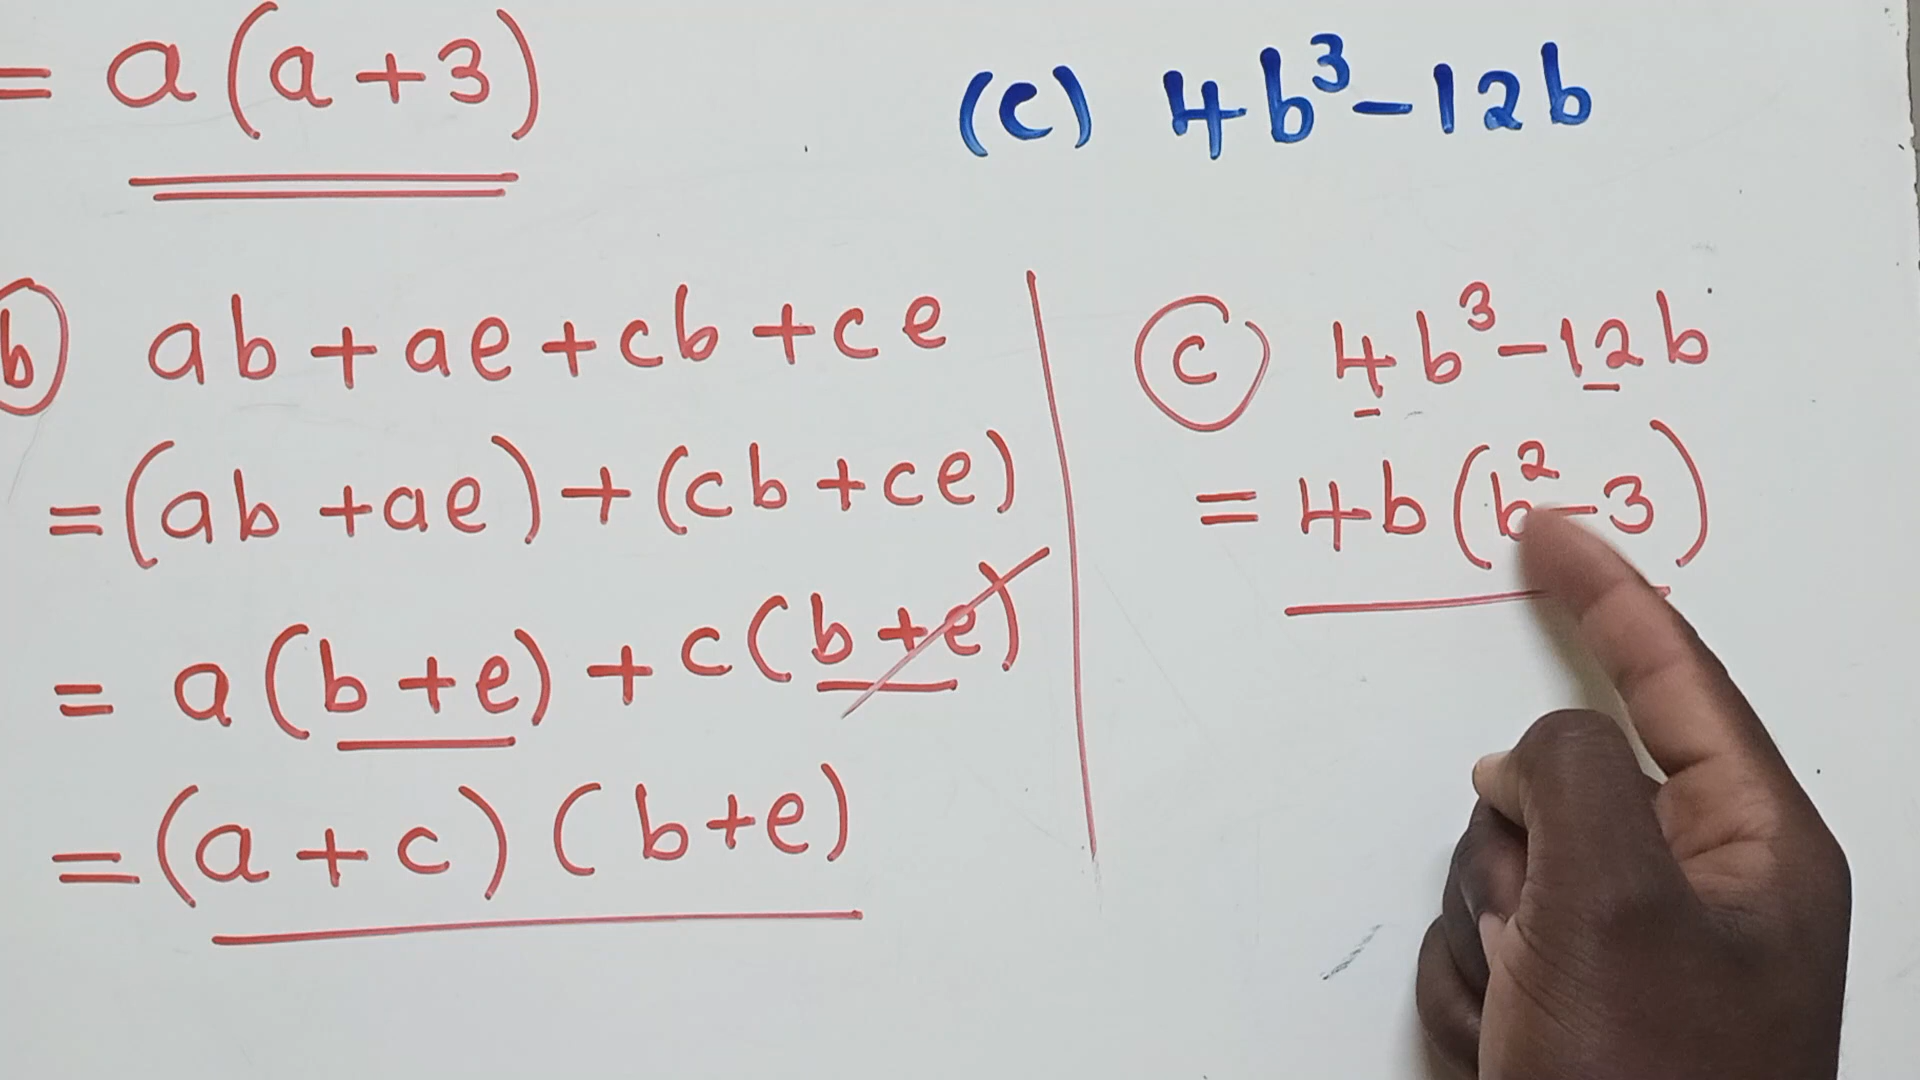 = a(a+3)
(c) 4b³-12b
b ab+ae+cb+ce
=(ab+ae)+(cb+ce)
= a(b+e)+c(b+e)
=(a+c)(b+e)
c 4b³-12b
= 4b(b²-3)